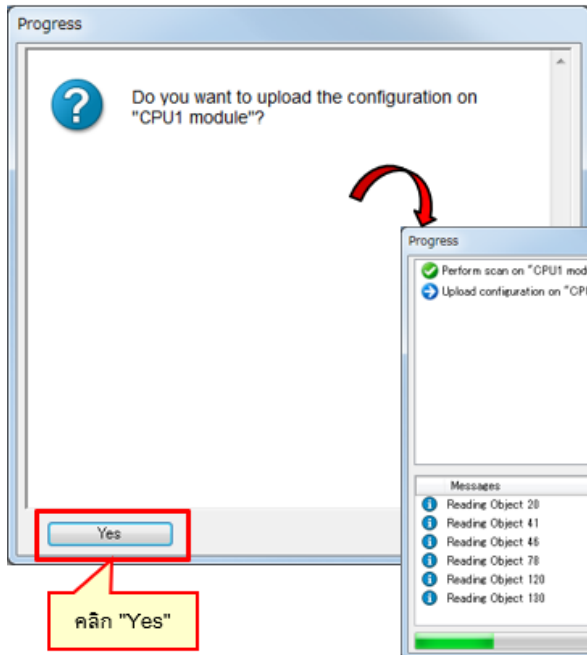 Progress
Do you want to upload the configuration on
"CPU1 module"?
Yes
คลิก "Yes"
Progress
Perform scan on "CPU1 mod
Upload configuration on "CP
Messages
Reading Object 20
Reading Object 41
Reading Object 46
Reading Object 78
Reading Object 120
Reading Object 130